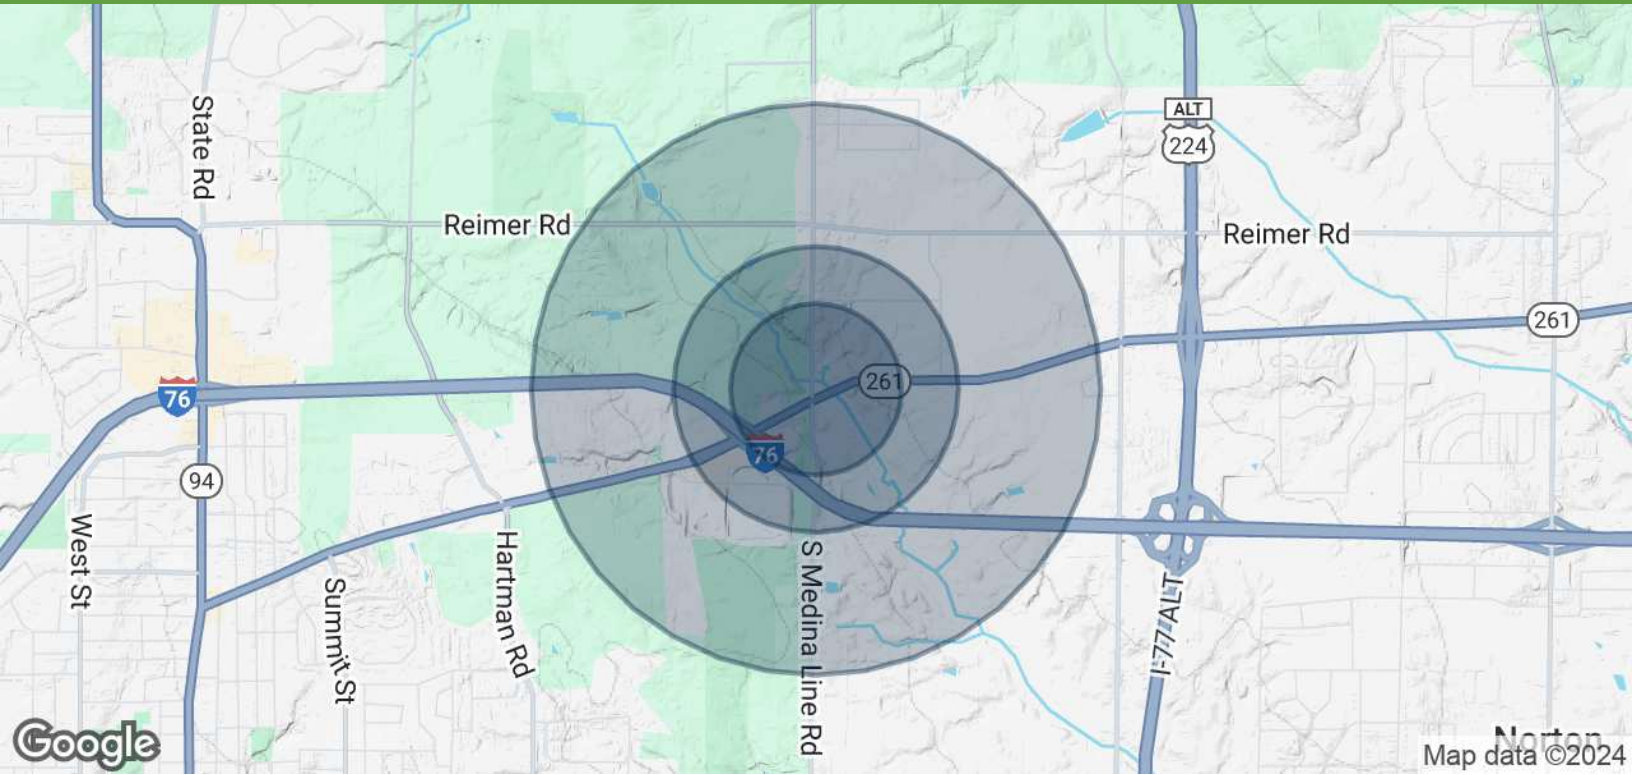 State Rd
ALT
224
Reimer Rd
Reimer Rd
261
261
76
76
94
West St
Summit St
Hartman Rd
S Medina Line Rd
I-77 ALT
Norton
Google
Map data ©2024